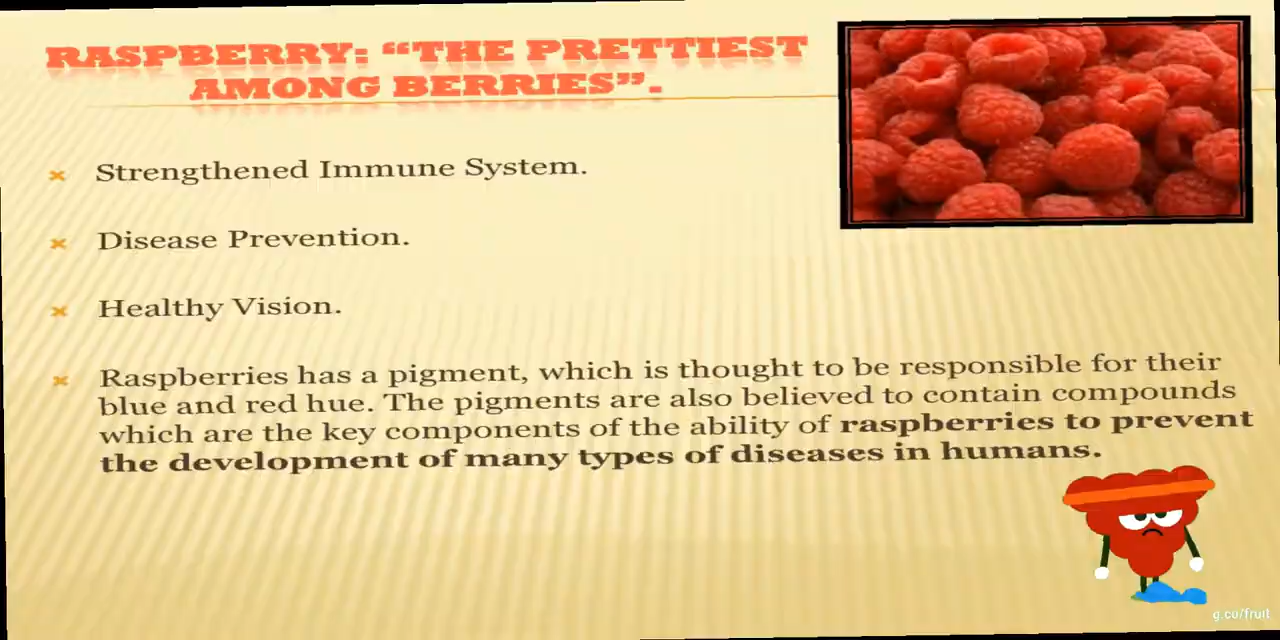 RASPBERRY: “THE PRETTIEST
AMONG BERRIES”.
Strengthened Immune System.
Disease Prevention.
Healthy Vision.
Raspberries has a pigment, which is thought to be responsible for their
blue and red hue. The pigments are also believed to contain compounds
which are the key components of the ability of raspberries to prevent
the development of many types of diseases in humans.
g.co/fruit